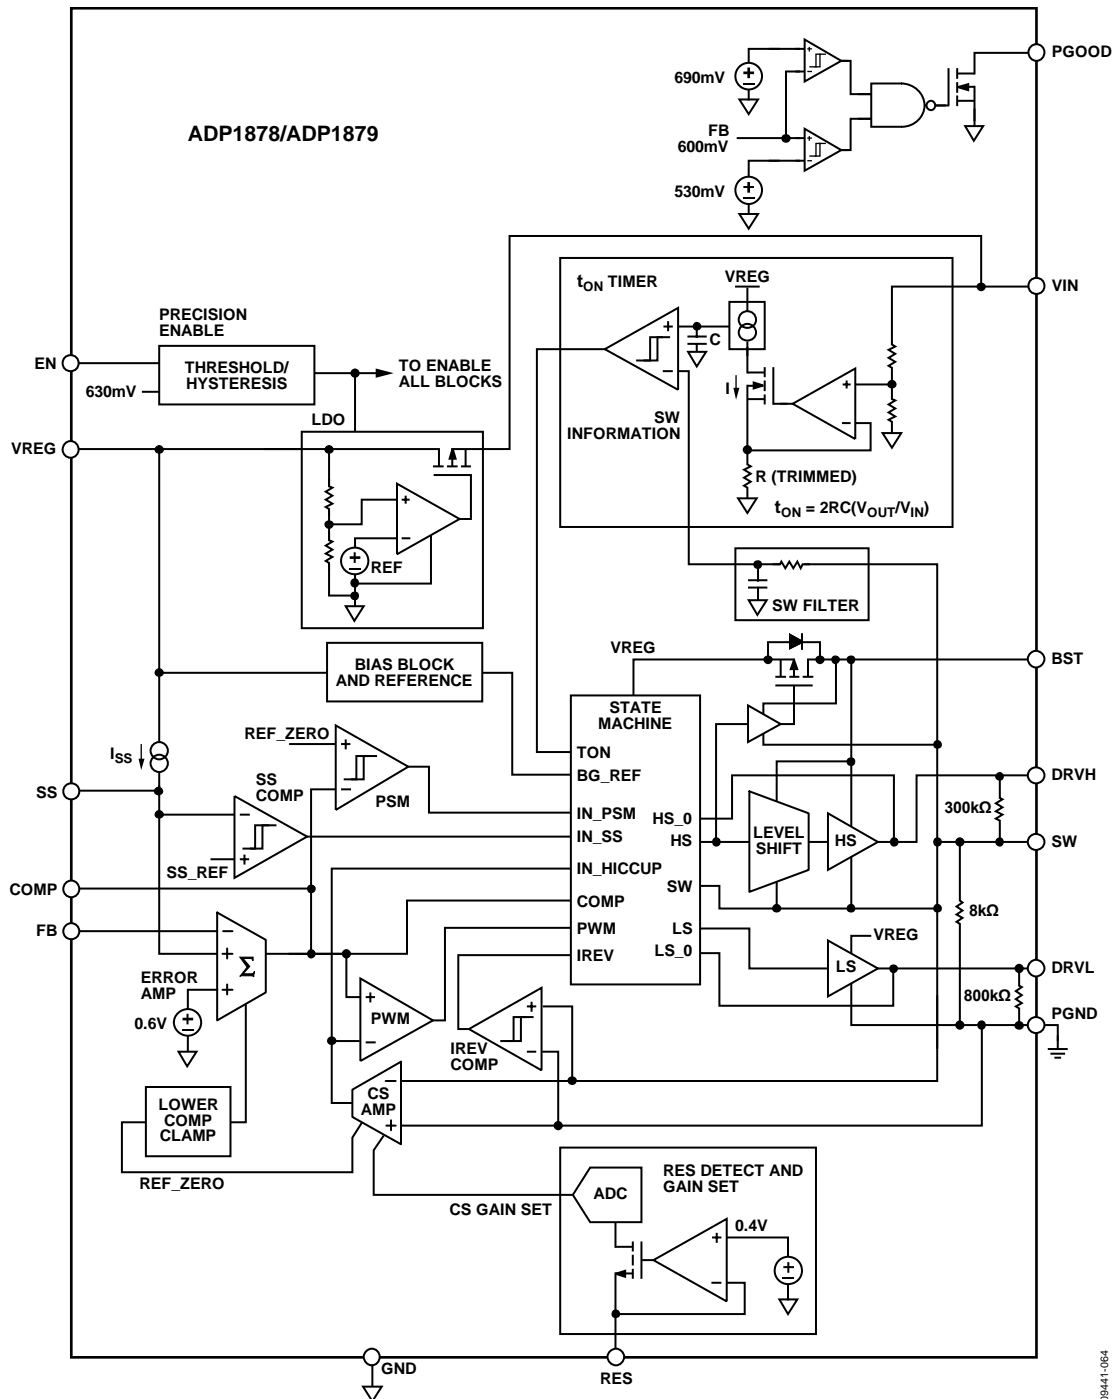 PGOOD
690mV
ADP1878/ADP1879
FB
600mV
530mV
tON TIMER
VREG
VIN
C
PRECISION
ENABLE
EN
THRESHOLD/
HYSTERESIS
TO ENABLE
ALL BLOCKS
630mV
I
LDO
SW
INFORMATION
VREG
R (TRIMMED)
tON = 2RC(VOUT/VIN)
REF
SW FILTER
VREG
BST
BIAS BLOCK
AND REFERENCE
STATE
MACHINE
REF_ZERO
ISS
TON
BG_REF
DRVH
SS
SS
COMP
PSM
IN_PSM
HS_0
300kΩ
IN_SS
HS
LEVEL
SHIFT
HS
SW
SS_REF
IN_HICCUP
SW
COMP
COMP
8kΩ
FB
PWM
LS
VREG
IREV
LS_0
LS
DRVL
Σ
ERROR
AMP
800kΩ
0.6V
PWM
PGND
IREV
COMP
CS
AMP
LOWER
COMP
CLAMP
REF_ZERO
RES DETECT AND
GAIN SET
ADC
CS GAIN SET
0.4V
GND
RES
09441-064